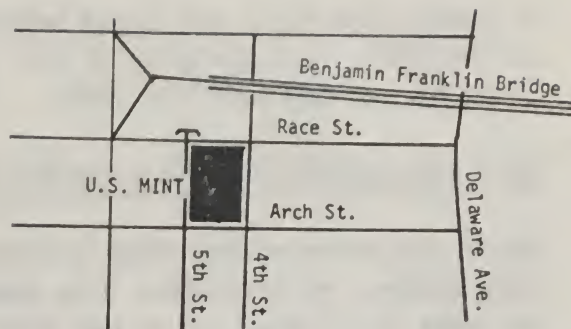 Benjamin Franklin Bridge
Race St.
U.S. MINT
Arch St.
5th St.
4th St.
Delaware Ave.